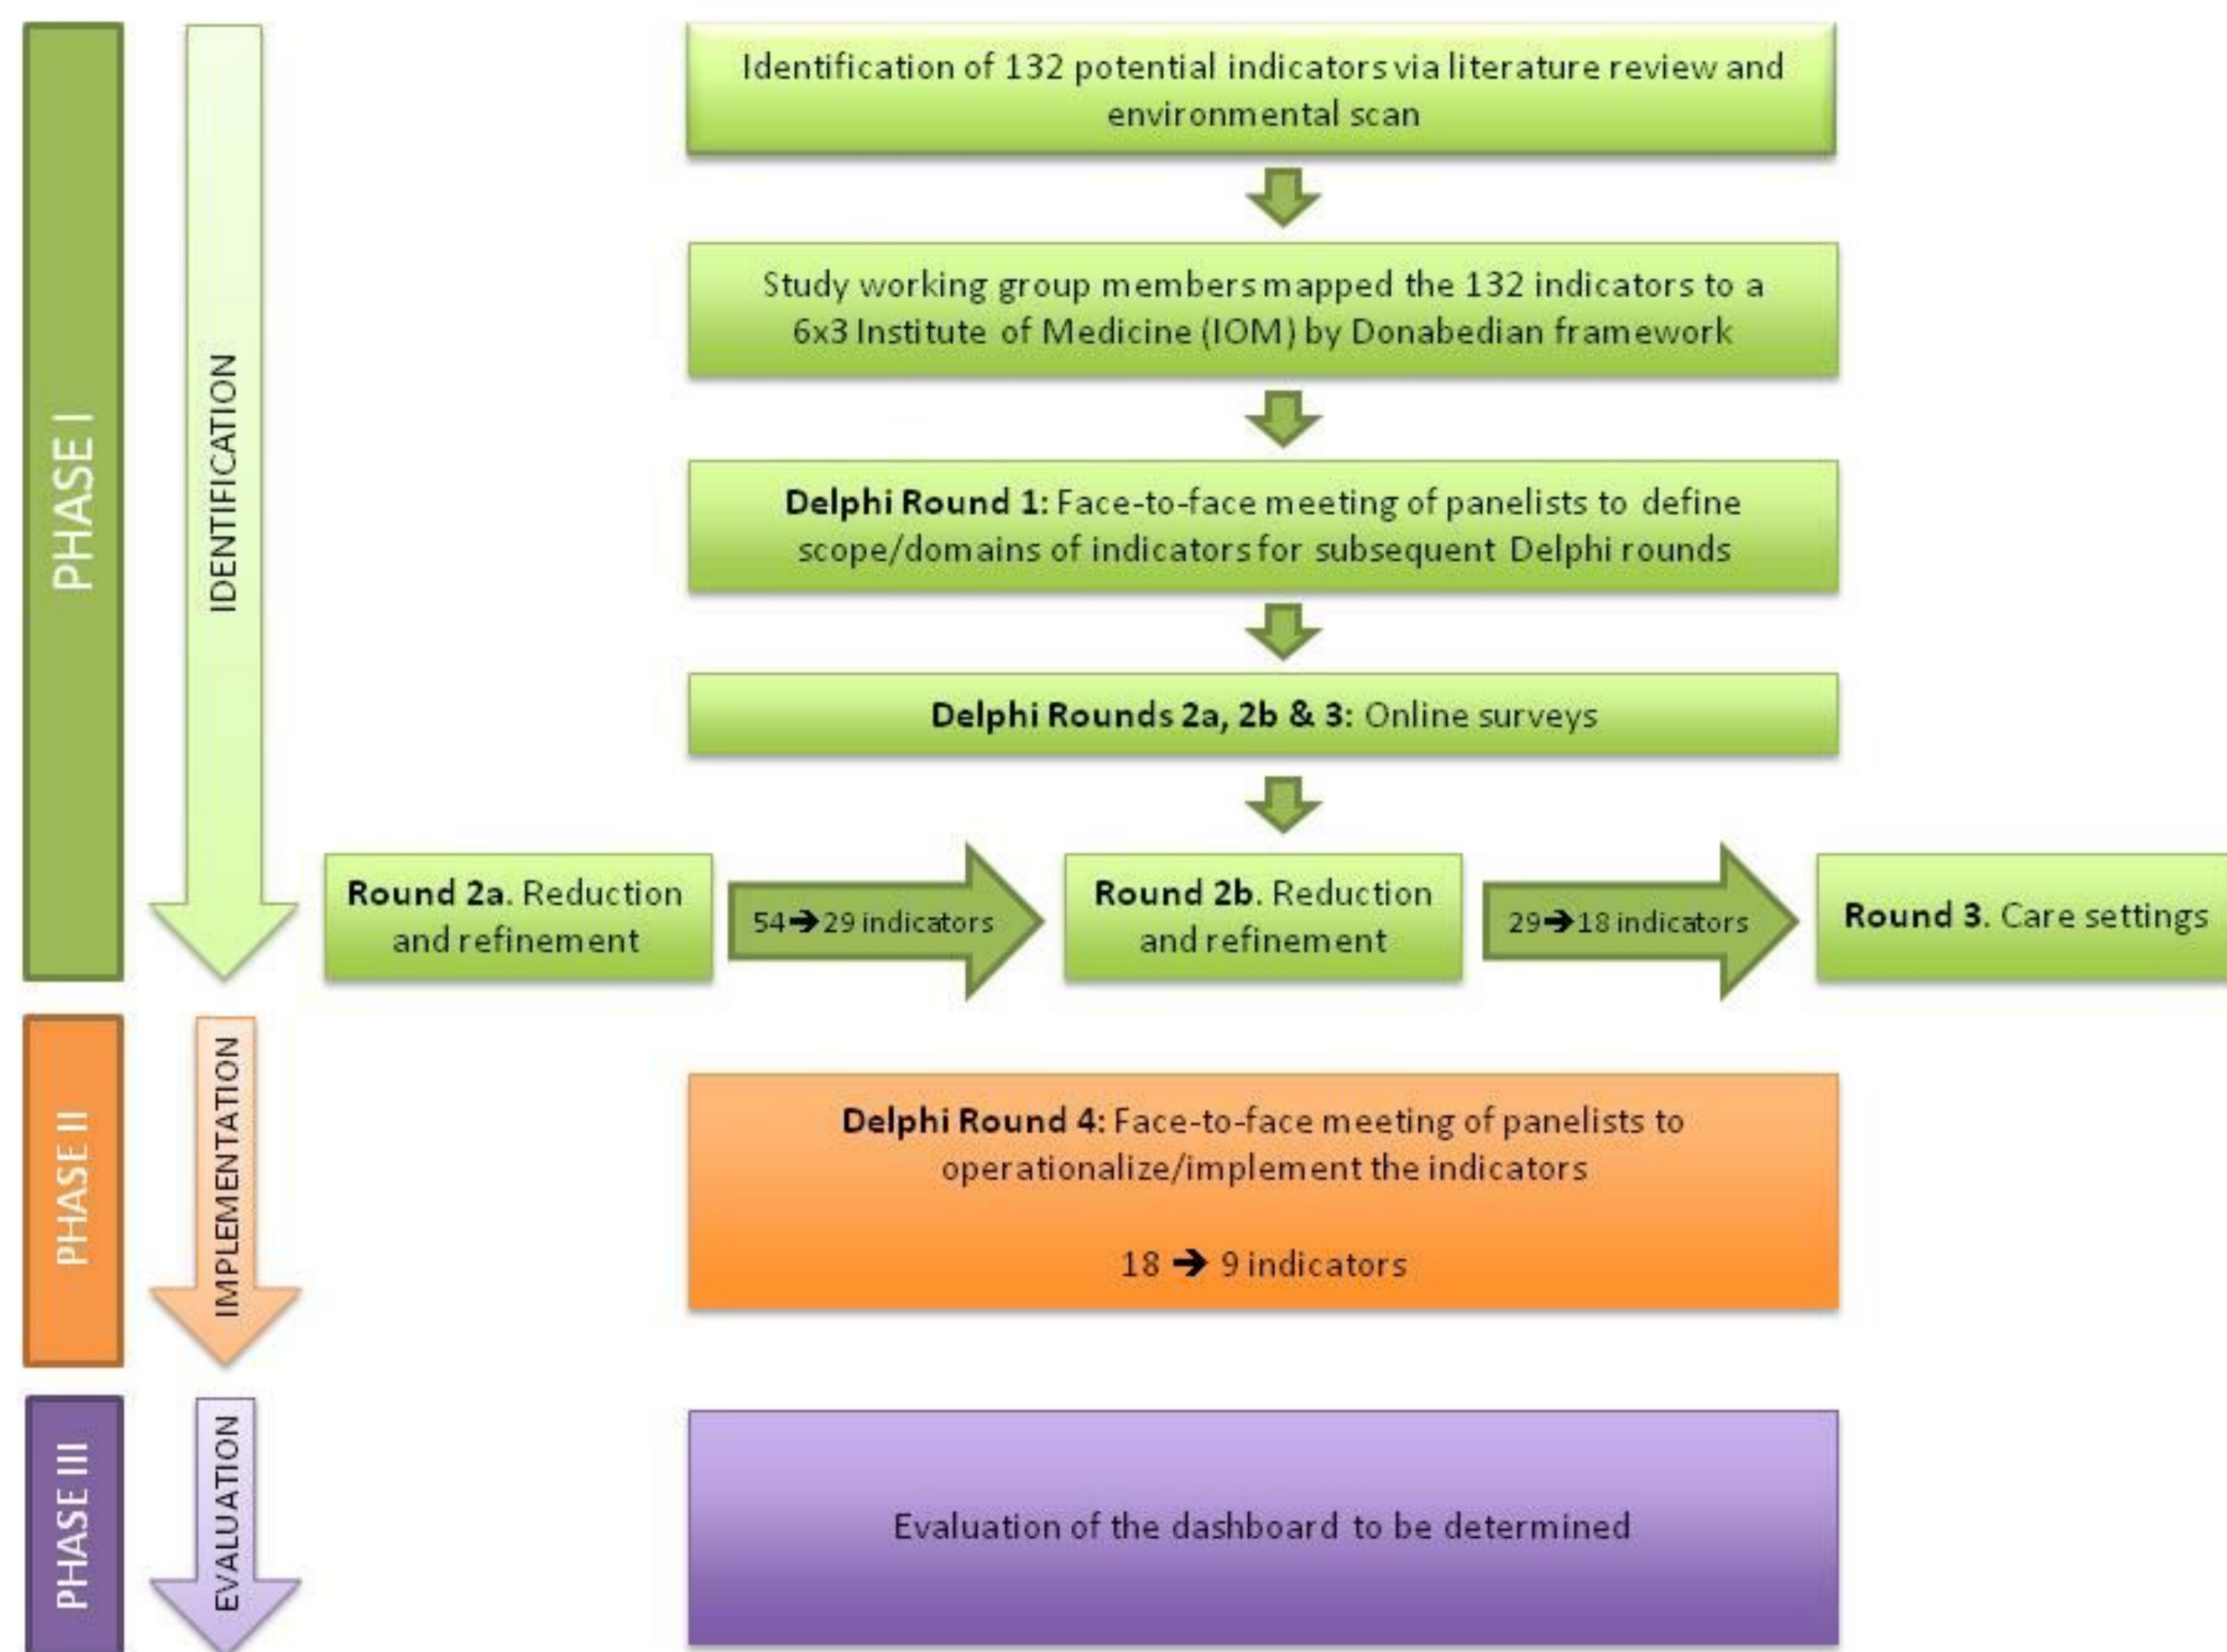 PHASE I
IDENTIFICATION
Identification of 132 potential indicators via literature review and
environmental scan
Study working group members mapped the 132 indicators to a
6x3 Institute of Medicine (IOM) by Donabedian framework
Delphi Round 1: Face-to-face meeting of panelists to define
scope/domains of indicators for subsequent Delphi rounds
Delphi Rounds 2a, 2b & 3: Online surveys
Round 2a. Reduction
and refinement
54➔29 indicators
Round 2b. Reduction
and refinement
29➔18 indicators
Round 3. Care settings
PHASE II
IMPLEMENTATION
Delphi Round 4: Face-to-face meeting of panelists to
operationalize/implement the indicators
18 ➔ 9 indicators
PHASE III
EVALUATION
Evaluation of the dashboard to be determined